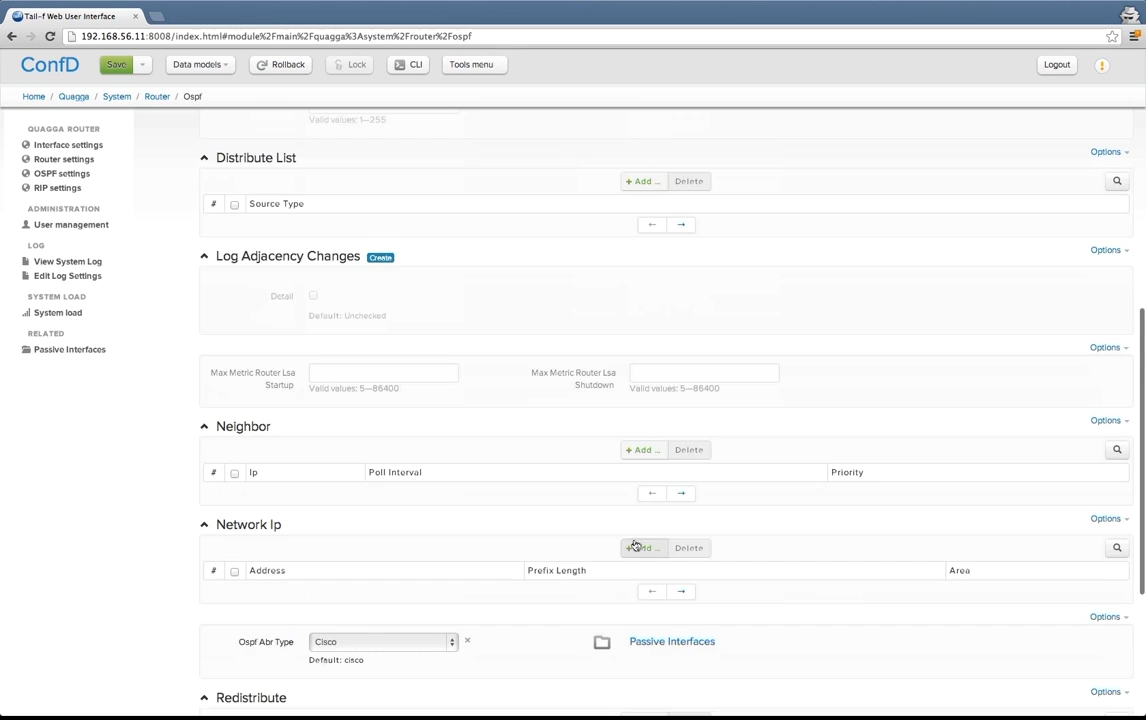 Tail-f Web User Interface
192.168.56.11:8008/index.html#module%2Fmain%2Fquagga%3Asystem%2Frouter%2Fospf
ConfD
Save
Data models
Rollback
Lock
CLI
Tools menu
Logout
Home / Quagga / System / Router / Ospf
QUAGGA ROUTER
Interface settings
Router settings
OSPF settings
RIP settings
ADMINISTRATION
User management
LOG
View System Log
Edit Log Settings
SYSTEM LOAD
System load
RELATED
Passive Interfaces
Valid values: 1—255
Distribute List
Options
+ Add ... Delete
# Source Type
← →
Log Adjacency Changes Create
Options
Detail
Default: Unchecked
Options
Max Metric Router Lsa Startup
Valid values: 5—86400
Max Metric Router Lsa Shutdown
Valid values: 5—86400
Neighbor
Options
+ Add ... Delete
# Ip Poll Interval Priority
← →
Network Ip
Options
+ Add ... Delete
# Address Prefix Length Area
← →
Options
Ospf Abr Type Cisco ×
Default: cisco
Passive Interfaces
Redistribute
Options